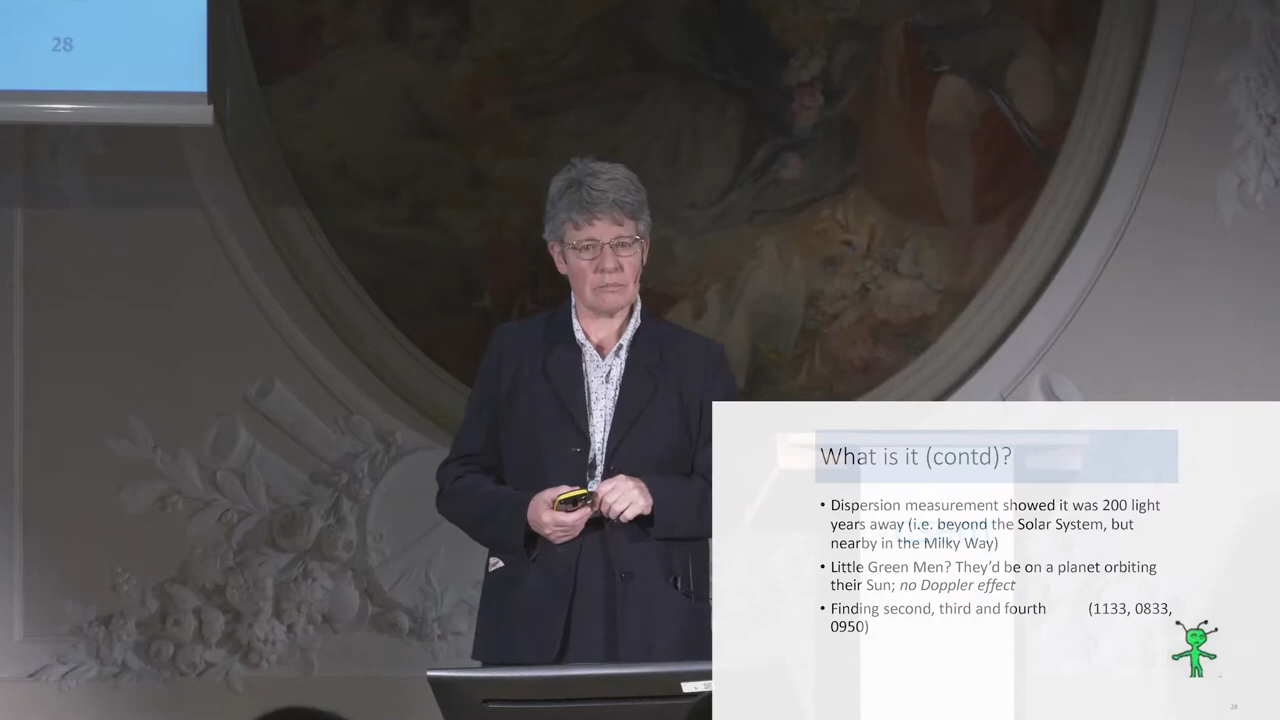 28
What is it (contd)?
• Dispersion measurement showed it was 200 light
years away (i.e. beyond the Solar System, but
nearby in the Milky Way)
• Little Green Men? They’d be on a planet orbiting
their Sun; no Doppler effect
• Finding second, third and fourth (1133, 0833,
0950)
28